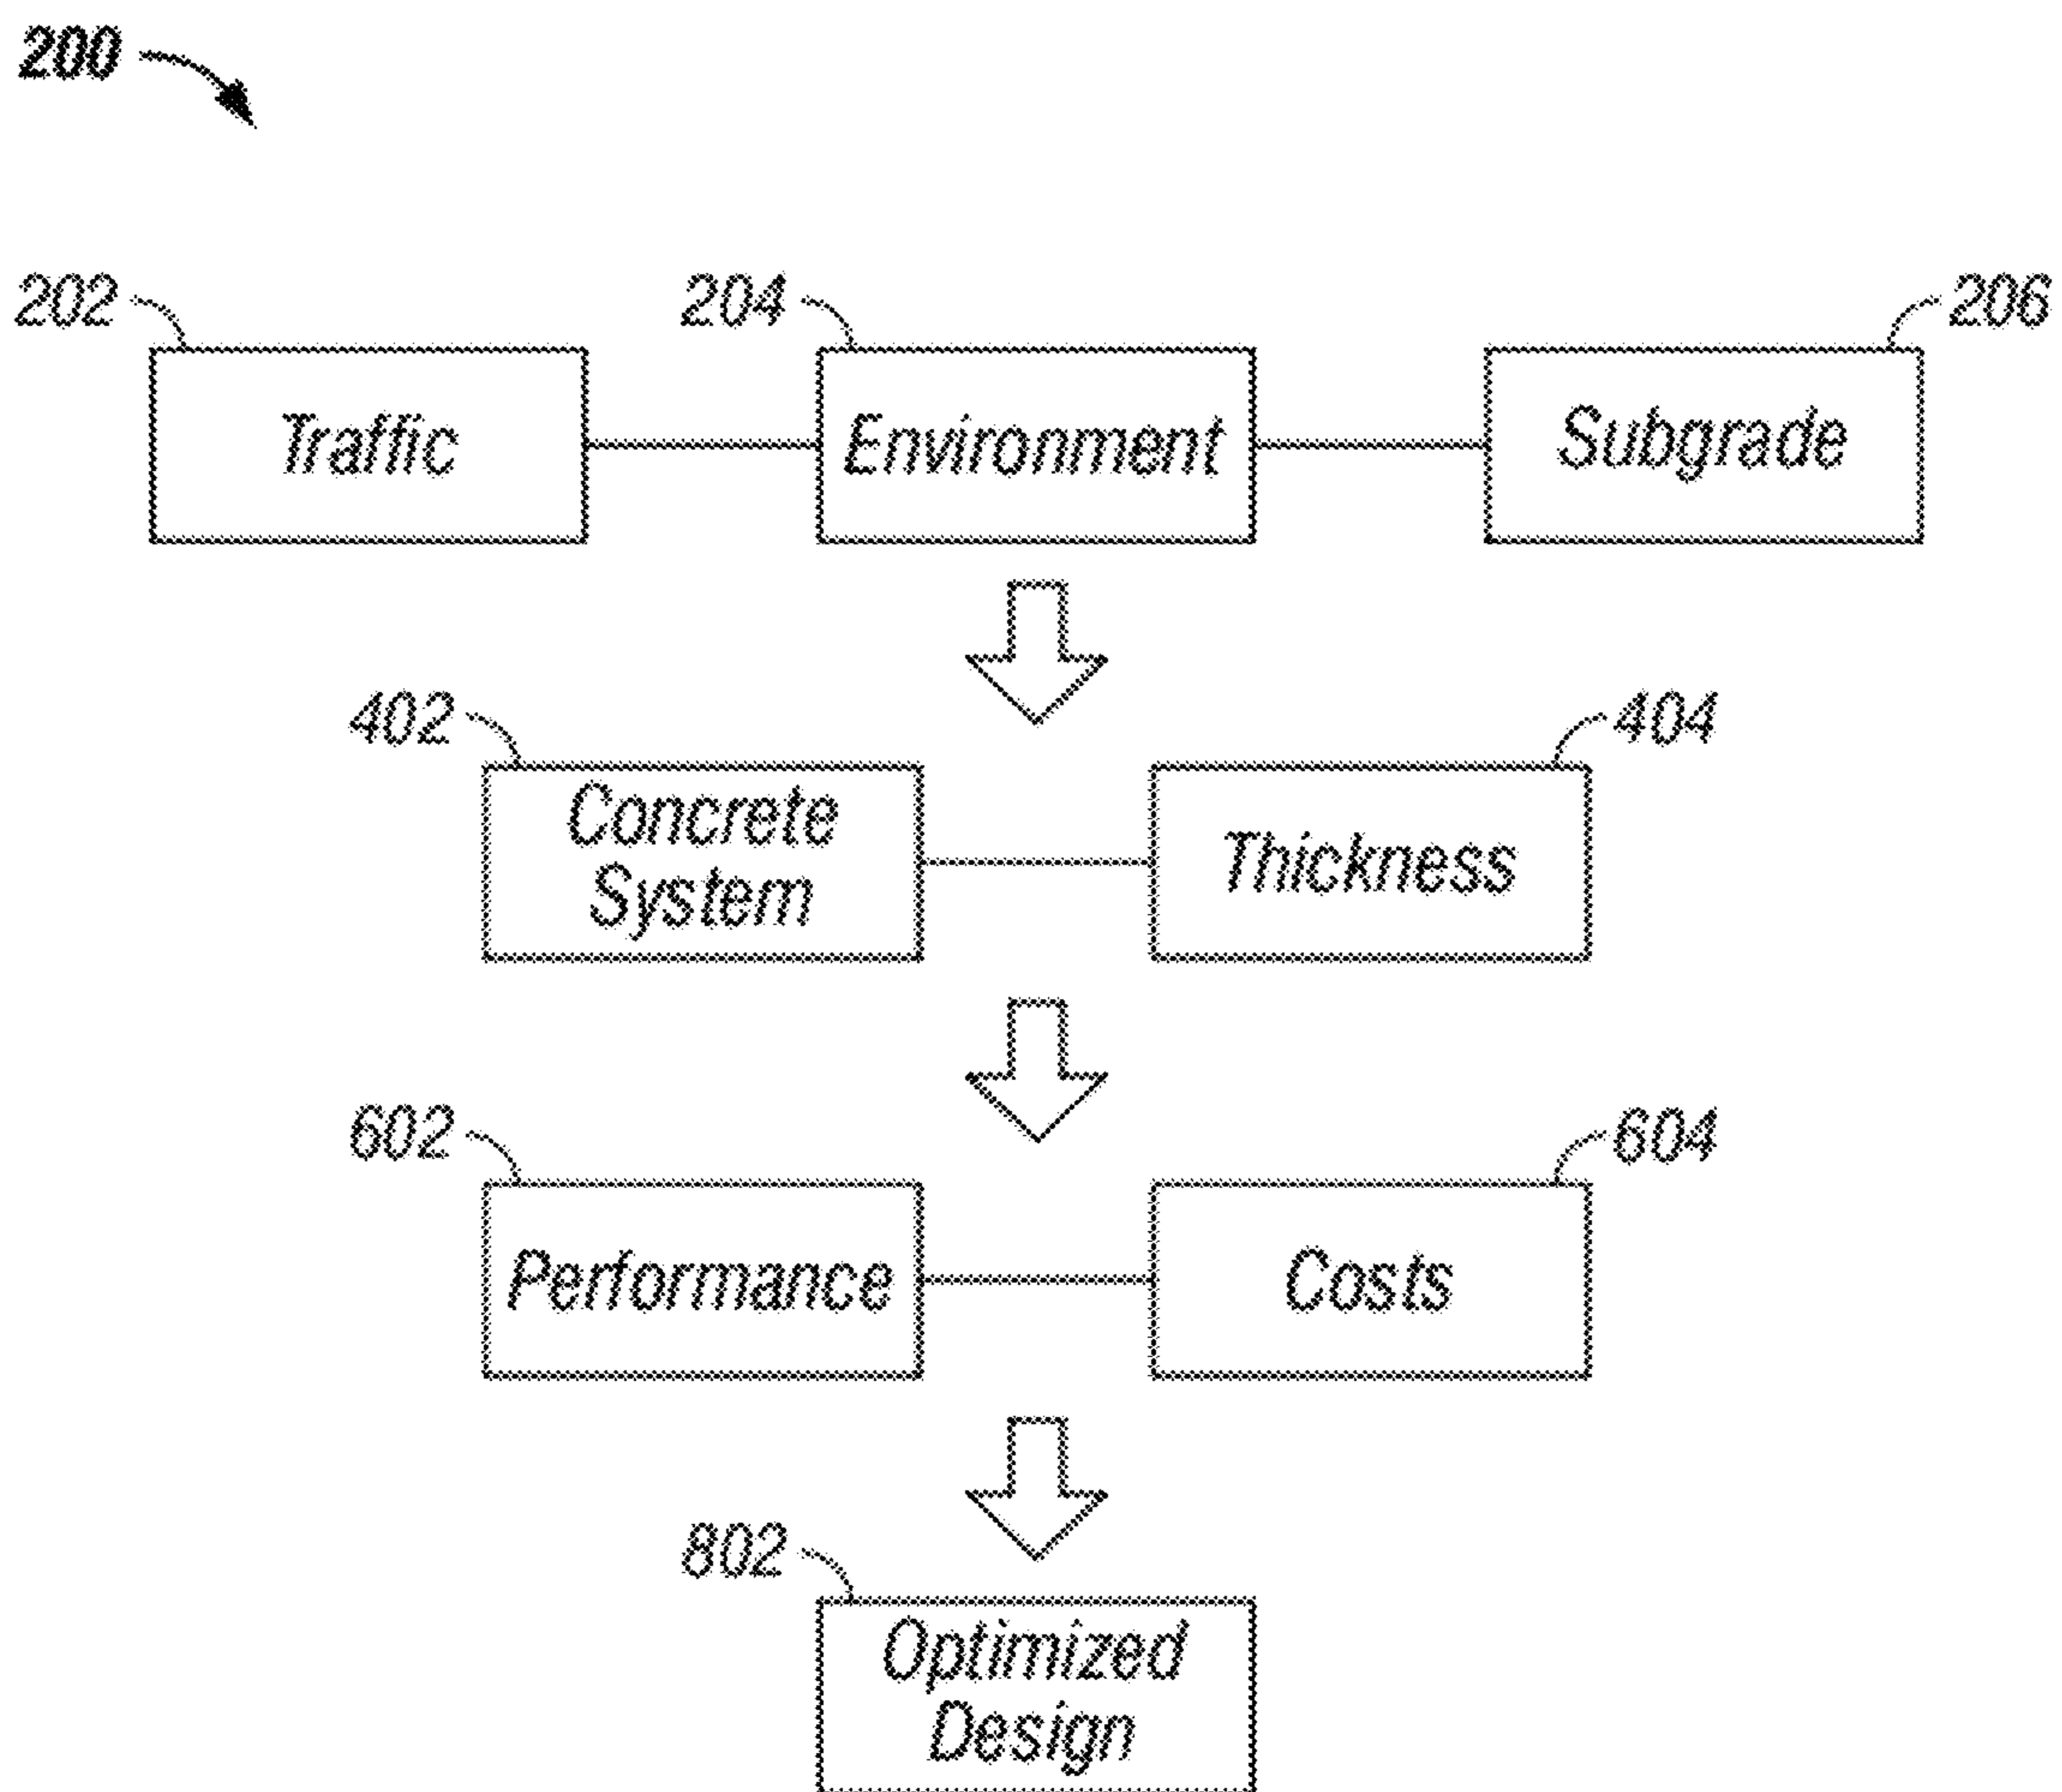 200
202
204
206
Traffic
Environment
Subgrade
402
404
Concrete
System
Thickness
602
604
Performance
Costs
802
Optimized
Design